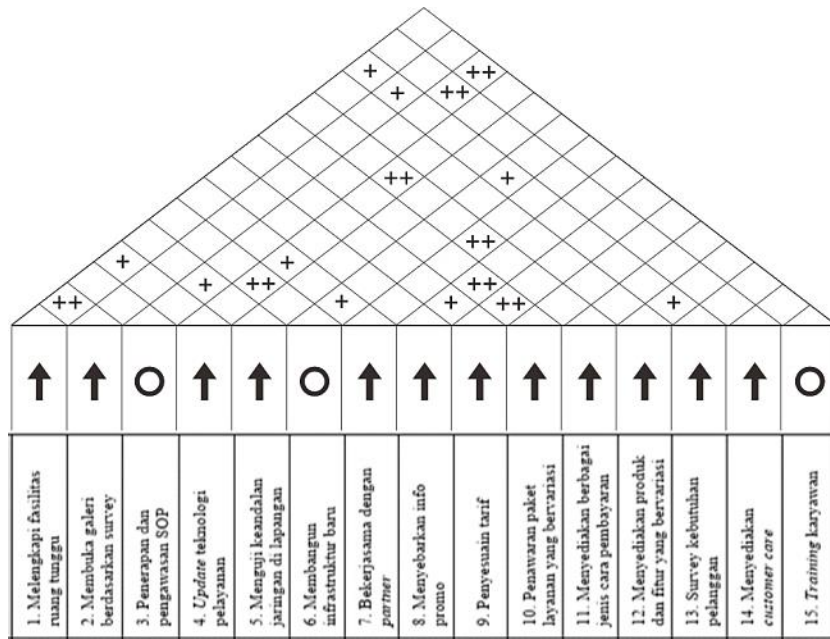 + ++
+ ++
++ +
++
+ +
+ ++ ++
++ + + ++ +
1. Melengkapi fasilitas
ruang tunggu
2. Membuka galeri
berdasarkan survey
3. Penerapan dan
pengawasan SOP
4. Update teknologi
pelayanan
5. Menguji keandalan
jaringan di lapangan
6. Membangun
infrastruktur baru
7. Bekerjasama dengan
partner
8. Menyebarkan info
promo
9. Penyesuain tarif
10. Penawaran paket
layanan yang bervariasi
11. Menyediakan berbagai
jenis cara pembayaran
12. Menyediakan produk
dan fitur yang bervariasi
13. Survey kebutuhan
pelanggan
14. Menyediakan
customer care
15. Training karyawan